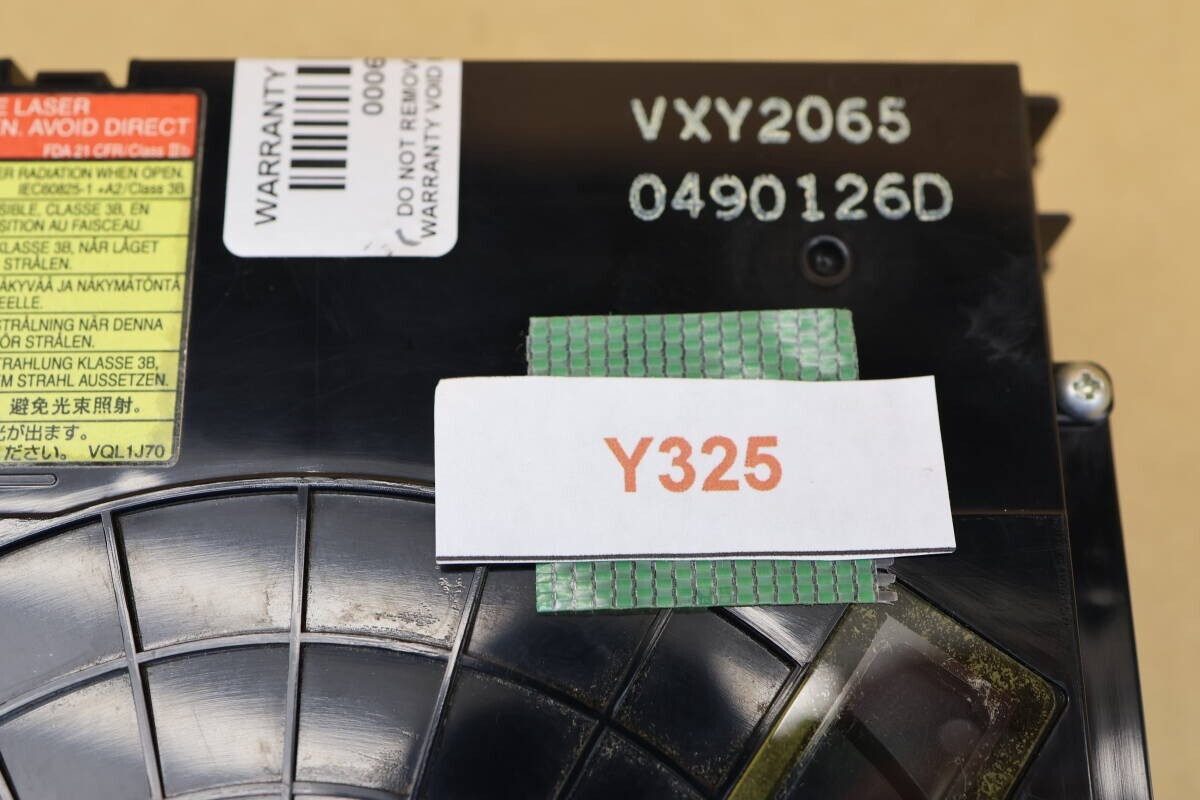 E LASER
N. AVOID DIRECT
FDA 21 CFR/Class Ⅲb
ER RADIATION WHEN OPEN.
IEC60825-1 +A2/Class 3B
SIBLE, CLASSE 3B, EN
SITION AU FAISCEAU.
KLASSE 3B, NÅR LÅGET
STRÅLEN.
ÄKYVÄÄ JA NÄKYMÄTÖNTÄ
EELLE.
STRÅLNING NÄR DENNA
ÖR STRÅLEN.
TRAHLUNG KLASSE 3B,
EM STRAHL AUSSETZEN.
避免光束照射。
光が出ます。
ださい。 VQL1J70
WARRANTY
0006
DO NOT REMOV
WARRANTY VOID
VXY2065
0490126D
Y325